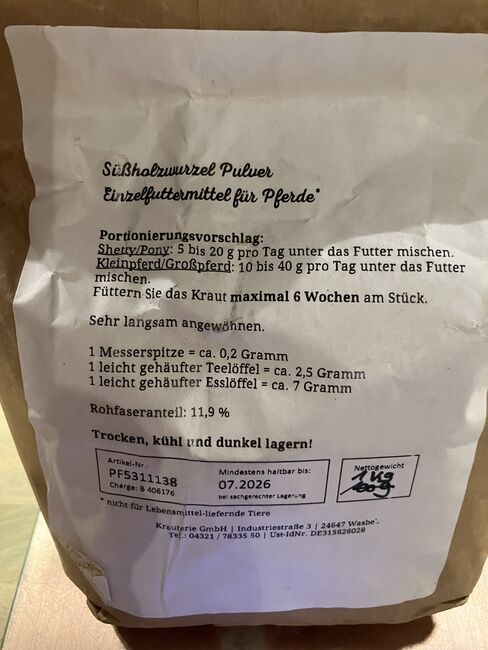 Süßholzwurzel Pulver
Einzelfuttermittel für Pferde*
Portionierungsvorschlag:
Shetty/Pony: 5 bis 20 g pro Tag unter das Futter mischen.
Kleinpferd/Großpferd: 10 bis 40 g pro Tag unter das Futter
mischen.
Füttern Sie das Kraut maximal 6 Wochen am Stück.
Sehr langsam angewöhnen.
1 Messerspitze = ca. 0,2 Gramm
1 leicht gehäufter Teelöffel = ca. 2,5 Gramm
1 leicht gehäufter Esslöffel = ca. 7 Gramm
Rohfaseranteil: 11,9 %
Trocken, kühl und dunkel lagern!
Artikel-Nr.:
PF5311138
Charge: B 406176
Mindestens haltbar bis:
07.2026
bei sachgerechter Lagerung
Nettogewicht
1 Kg
* nicht für Lebensmittel-liefernde Tiere
Krauterie GmbH | Industriestraße 3 | 24647 Wasbe
Tel.: 04321 / 78335 50 | Ust-IdNr. DE315628028